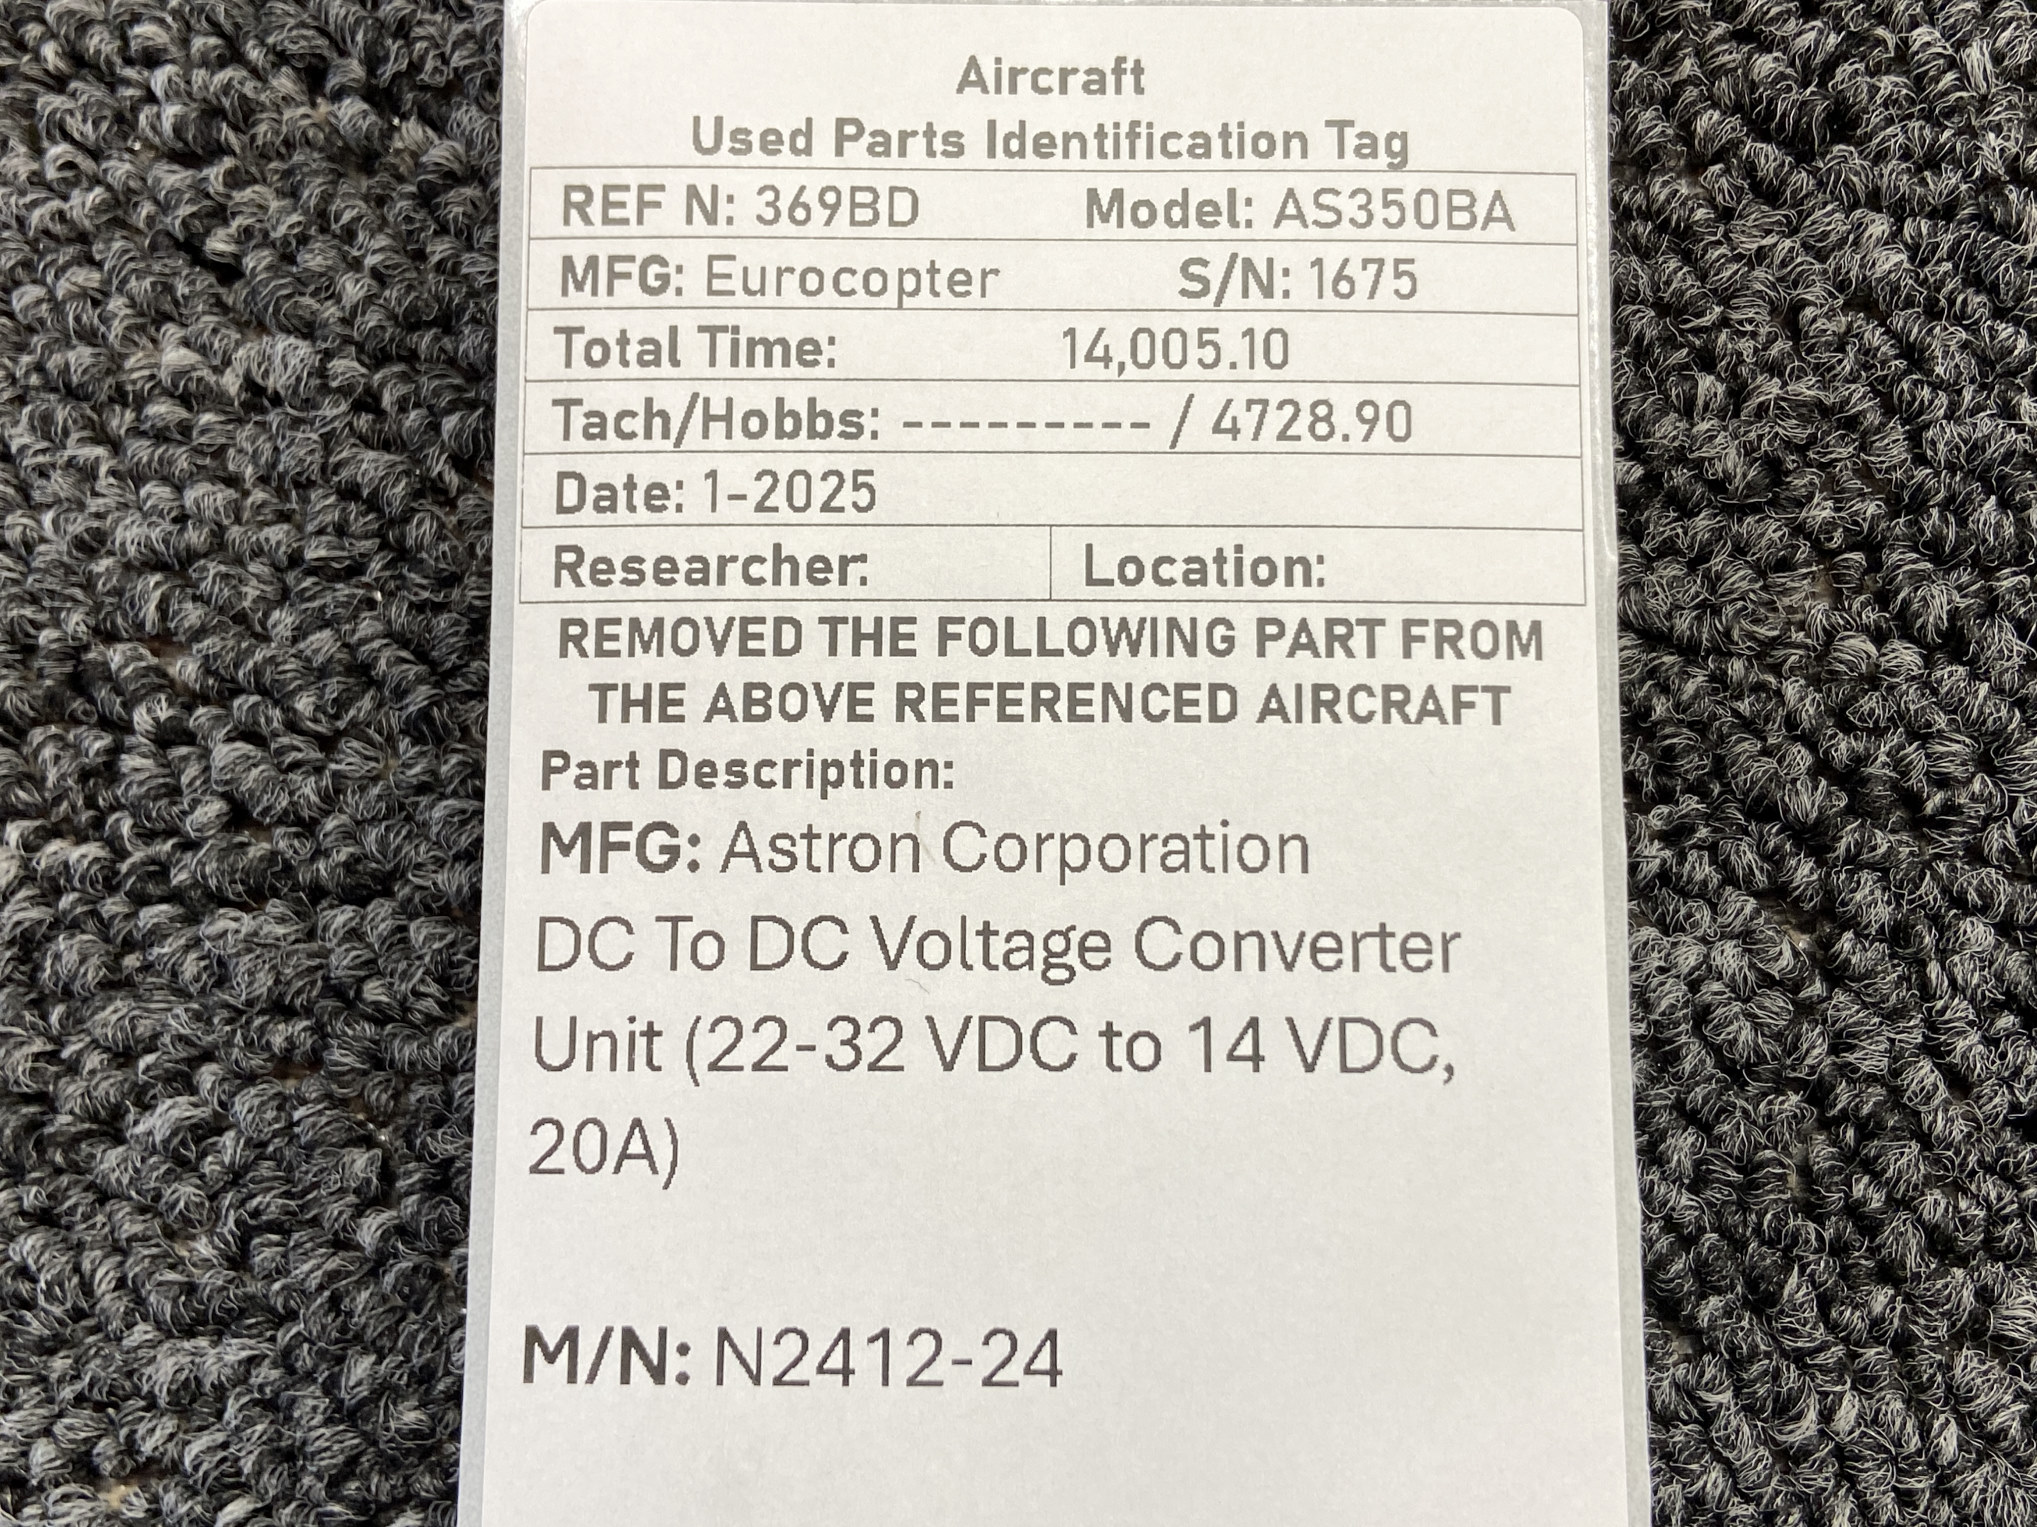 Aircraft
Used Parts Identification Tag
REF N: 369BD Model: AS350BA
MFG: Eurocopter S/N: 1675
Total Time: 14,005.10
Tach/Hobbs: --------- / 4728.90
Date: 1-2025
Researcher: Location:
REMOVED THE FOLLOWING PART FROM
THE ABOVE REFERENCED AIRCRAFT
Part Description:
MFG: Astron Corporation
DC To DC Voltage Converter
Unit (22-32 VDC to 14 VDC,
20A)
M/N: N2412-24